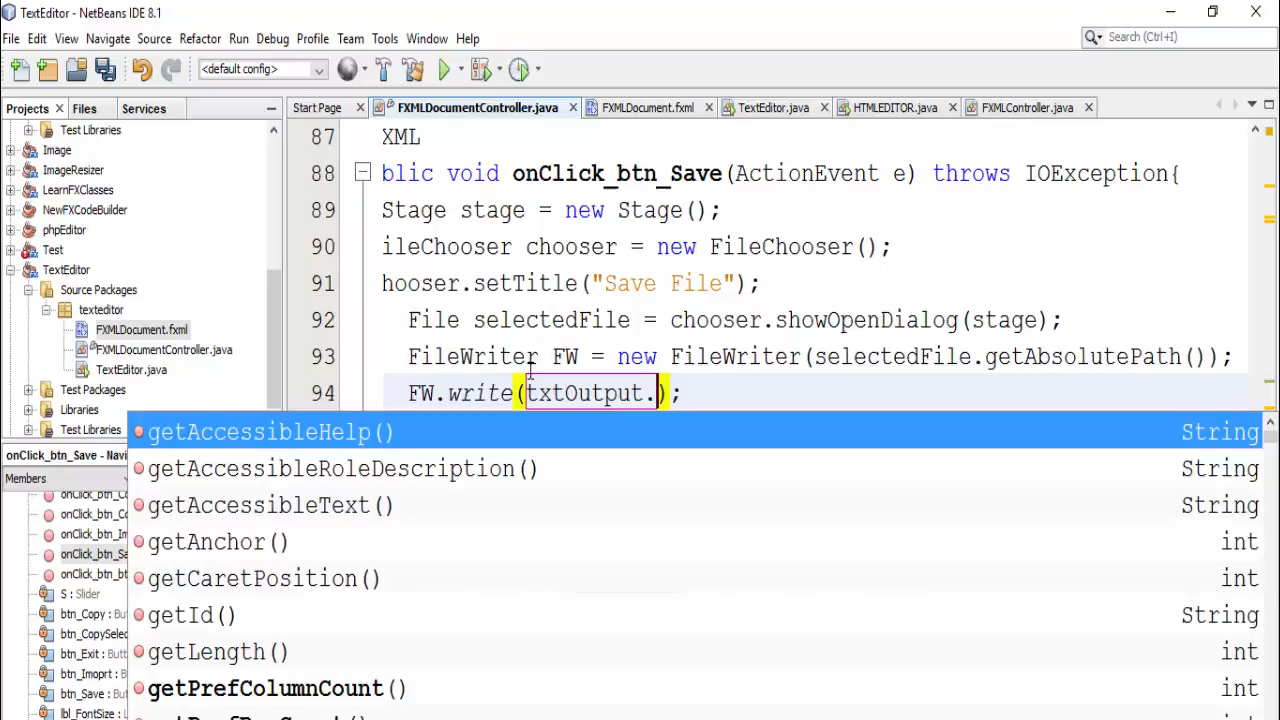 TextEditor - NetBeans IDE 8.1
File Edit View Navigate Source Refactor Run Debug Profile Team Tools Window Help
Search (Ctrl+I)
<default config>
Projects Files Services
Start Page FXMLDocumentController.java FXMLDocument.fxml TextEditor.java HTMLEDITOR.java FXMLController.java
Test Libraries
Image
ImageResizer
LearnFXClasses
NewFXCodeBuilder
phpEditor
Test
TextEditor
Source Packages
texteditor
FXMLDocument.fxml
FXMLDocumentController.java
TextEditor.java
Test Packages
Libraries
Test Libraries
87 XML
88 blic void onClick_btn_Save(ActionEvent e) throws IOException{
89 Stage stage = new Stage();
90 ileChooser chooser = new FileChooser();
91 hooser.setTitle("Save File");
92 File selectedFile = chooser.showOpenDialog(stage);
93 FileWriter FW = new FileWriter(selectedFile.getAbsolutePath());
94 FW.write(txtOutput.);
getAccessibleHelp() String
getAccessibleRoleDescription() String
getAccessibleText() String
getAnchor() int
getCaretPosition() int
getId() String
getLength() int
getPrefColumnCount() int
onClick_btn_Save - Navi
Members
onClick_btn_Co
onClick_btn_Co
onClick_btn_Im
onClick_btn_Sa
onClick_btn_bt
S : Slider
btn_Copy : But
btn_CopySelec
btn_Exit : Butt
btn_Imoprt : B
btn_Save : Butt
lbl_FontSize : L